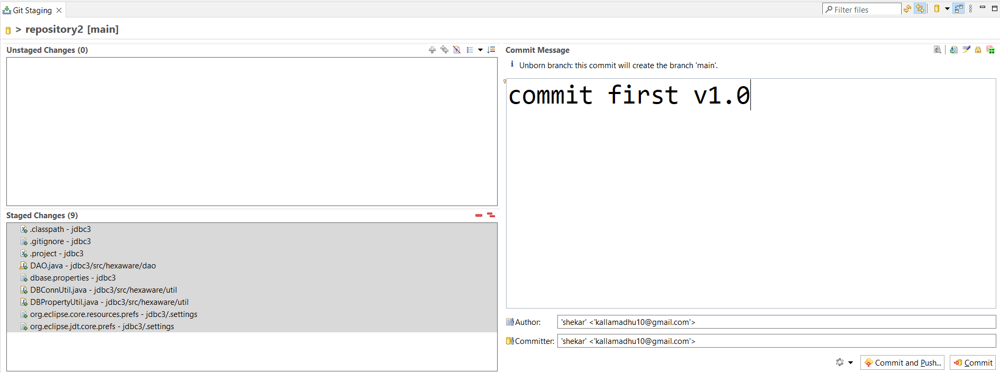 Git Staging
Filter files
> repository2 [main]
Unstaged Changes (0)
Staged Changes (9)
.classpath - jdbc3
.gitignore - jdbc3
.project - jdbc3
DAO.java - jdbc3/src/hexaware/dao
dbase.properties - jdbc3
DBConnUtil.java - jdbc3/src/hexaware/util
DBPropertyUtil.java - jdbc3/src/hexaware/util
org.eclipse.core.resources.prefs - jdbc3/.settings
org.eclipse.jdt.core.prefs - jdbc3/.settings
Commit Message
Unborn branch: this commit will create the branch 'main'.
commit first v1.0
Author: 'shekar' <'kallamadhu10@gmail.com'>
Committer: 'shekar' <'kallamadhu10@gmail.com'>
Commit and Push...
Commit